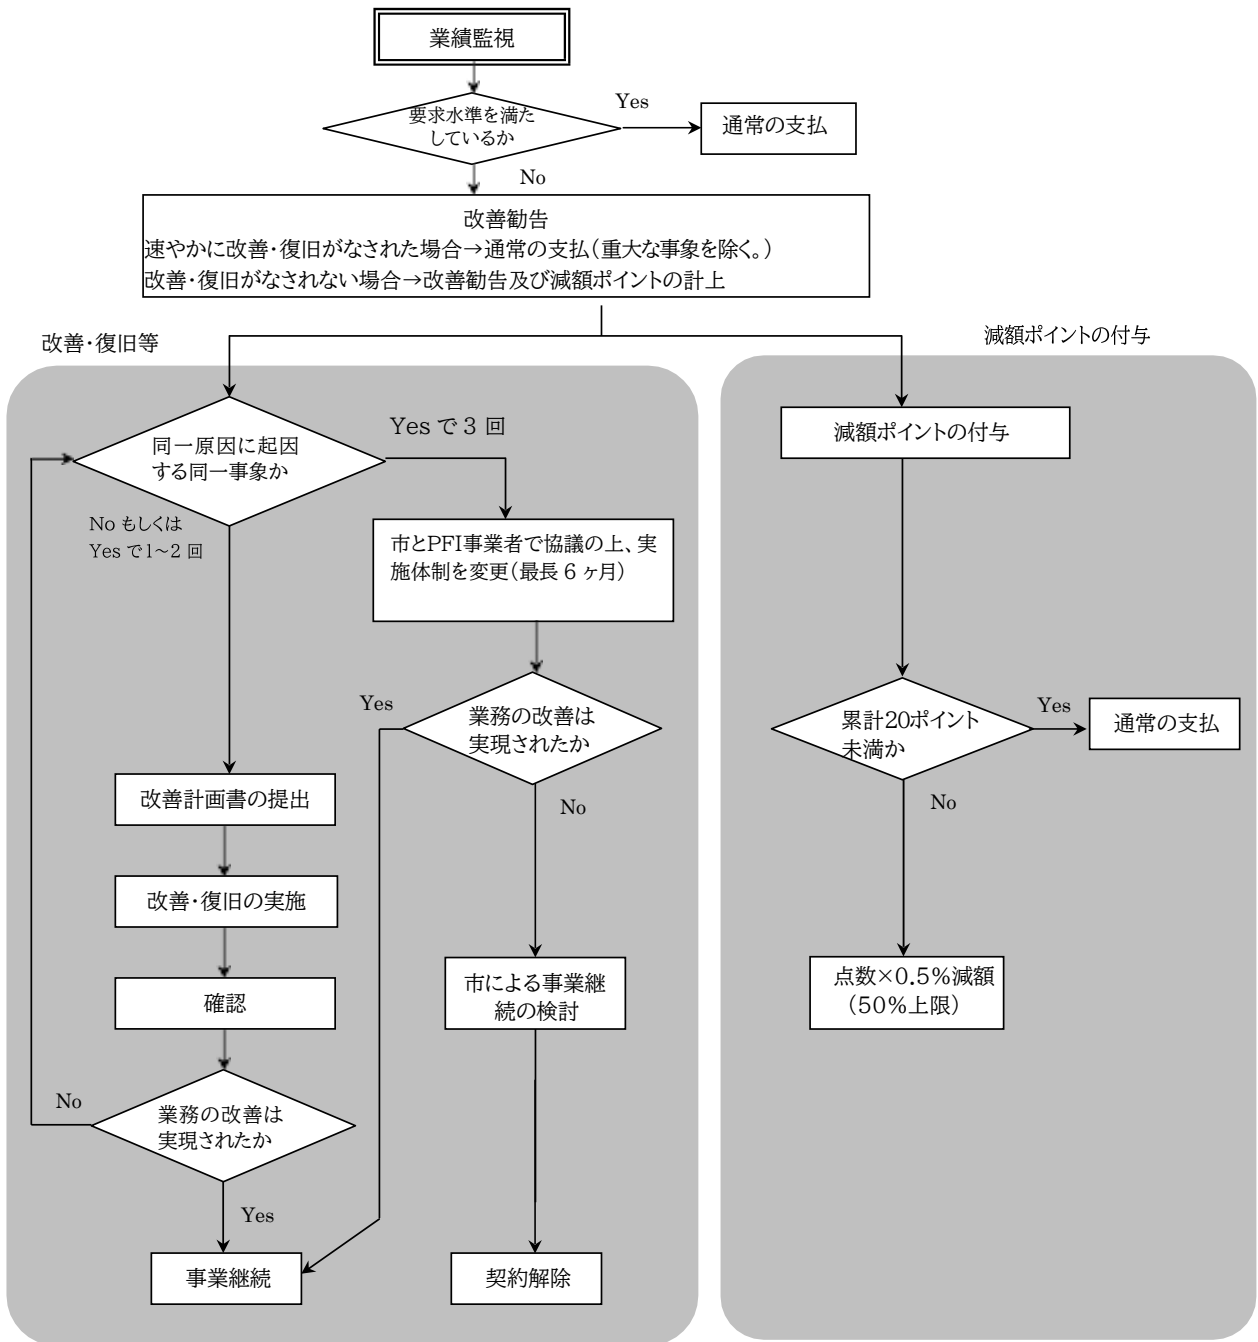 業績監視
要求水準を満た
しているか
Yes
通常の支払
No
改善勧告
速やかに改善・復旧がなされた場合→通常の支払(重大な事象を除く。)
改善・復旧がなされない場合→改善勧告及び減額ポイントの計上
改善・復旧等
同一原因に起因
する同一事象か
Yes で 3 回
No もしくは
Yes で1~2 回
市とPFI事業者で協議の上、実
施体制を変更(最長 6 ヶ月)
業務の改善は
実現されたか
Yes
No
改善計画書の提出
改善・復旧の実施
確認
業務の改善は
実現されたか
No
Yes
市による事業継
続の検討
事業継続
契約解除
減額ポイントの付与
減額ポイントの付与
累計20ポイント
未満か
Yes
通常の支払
No
点数×0.5%減額
(50%上限)